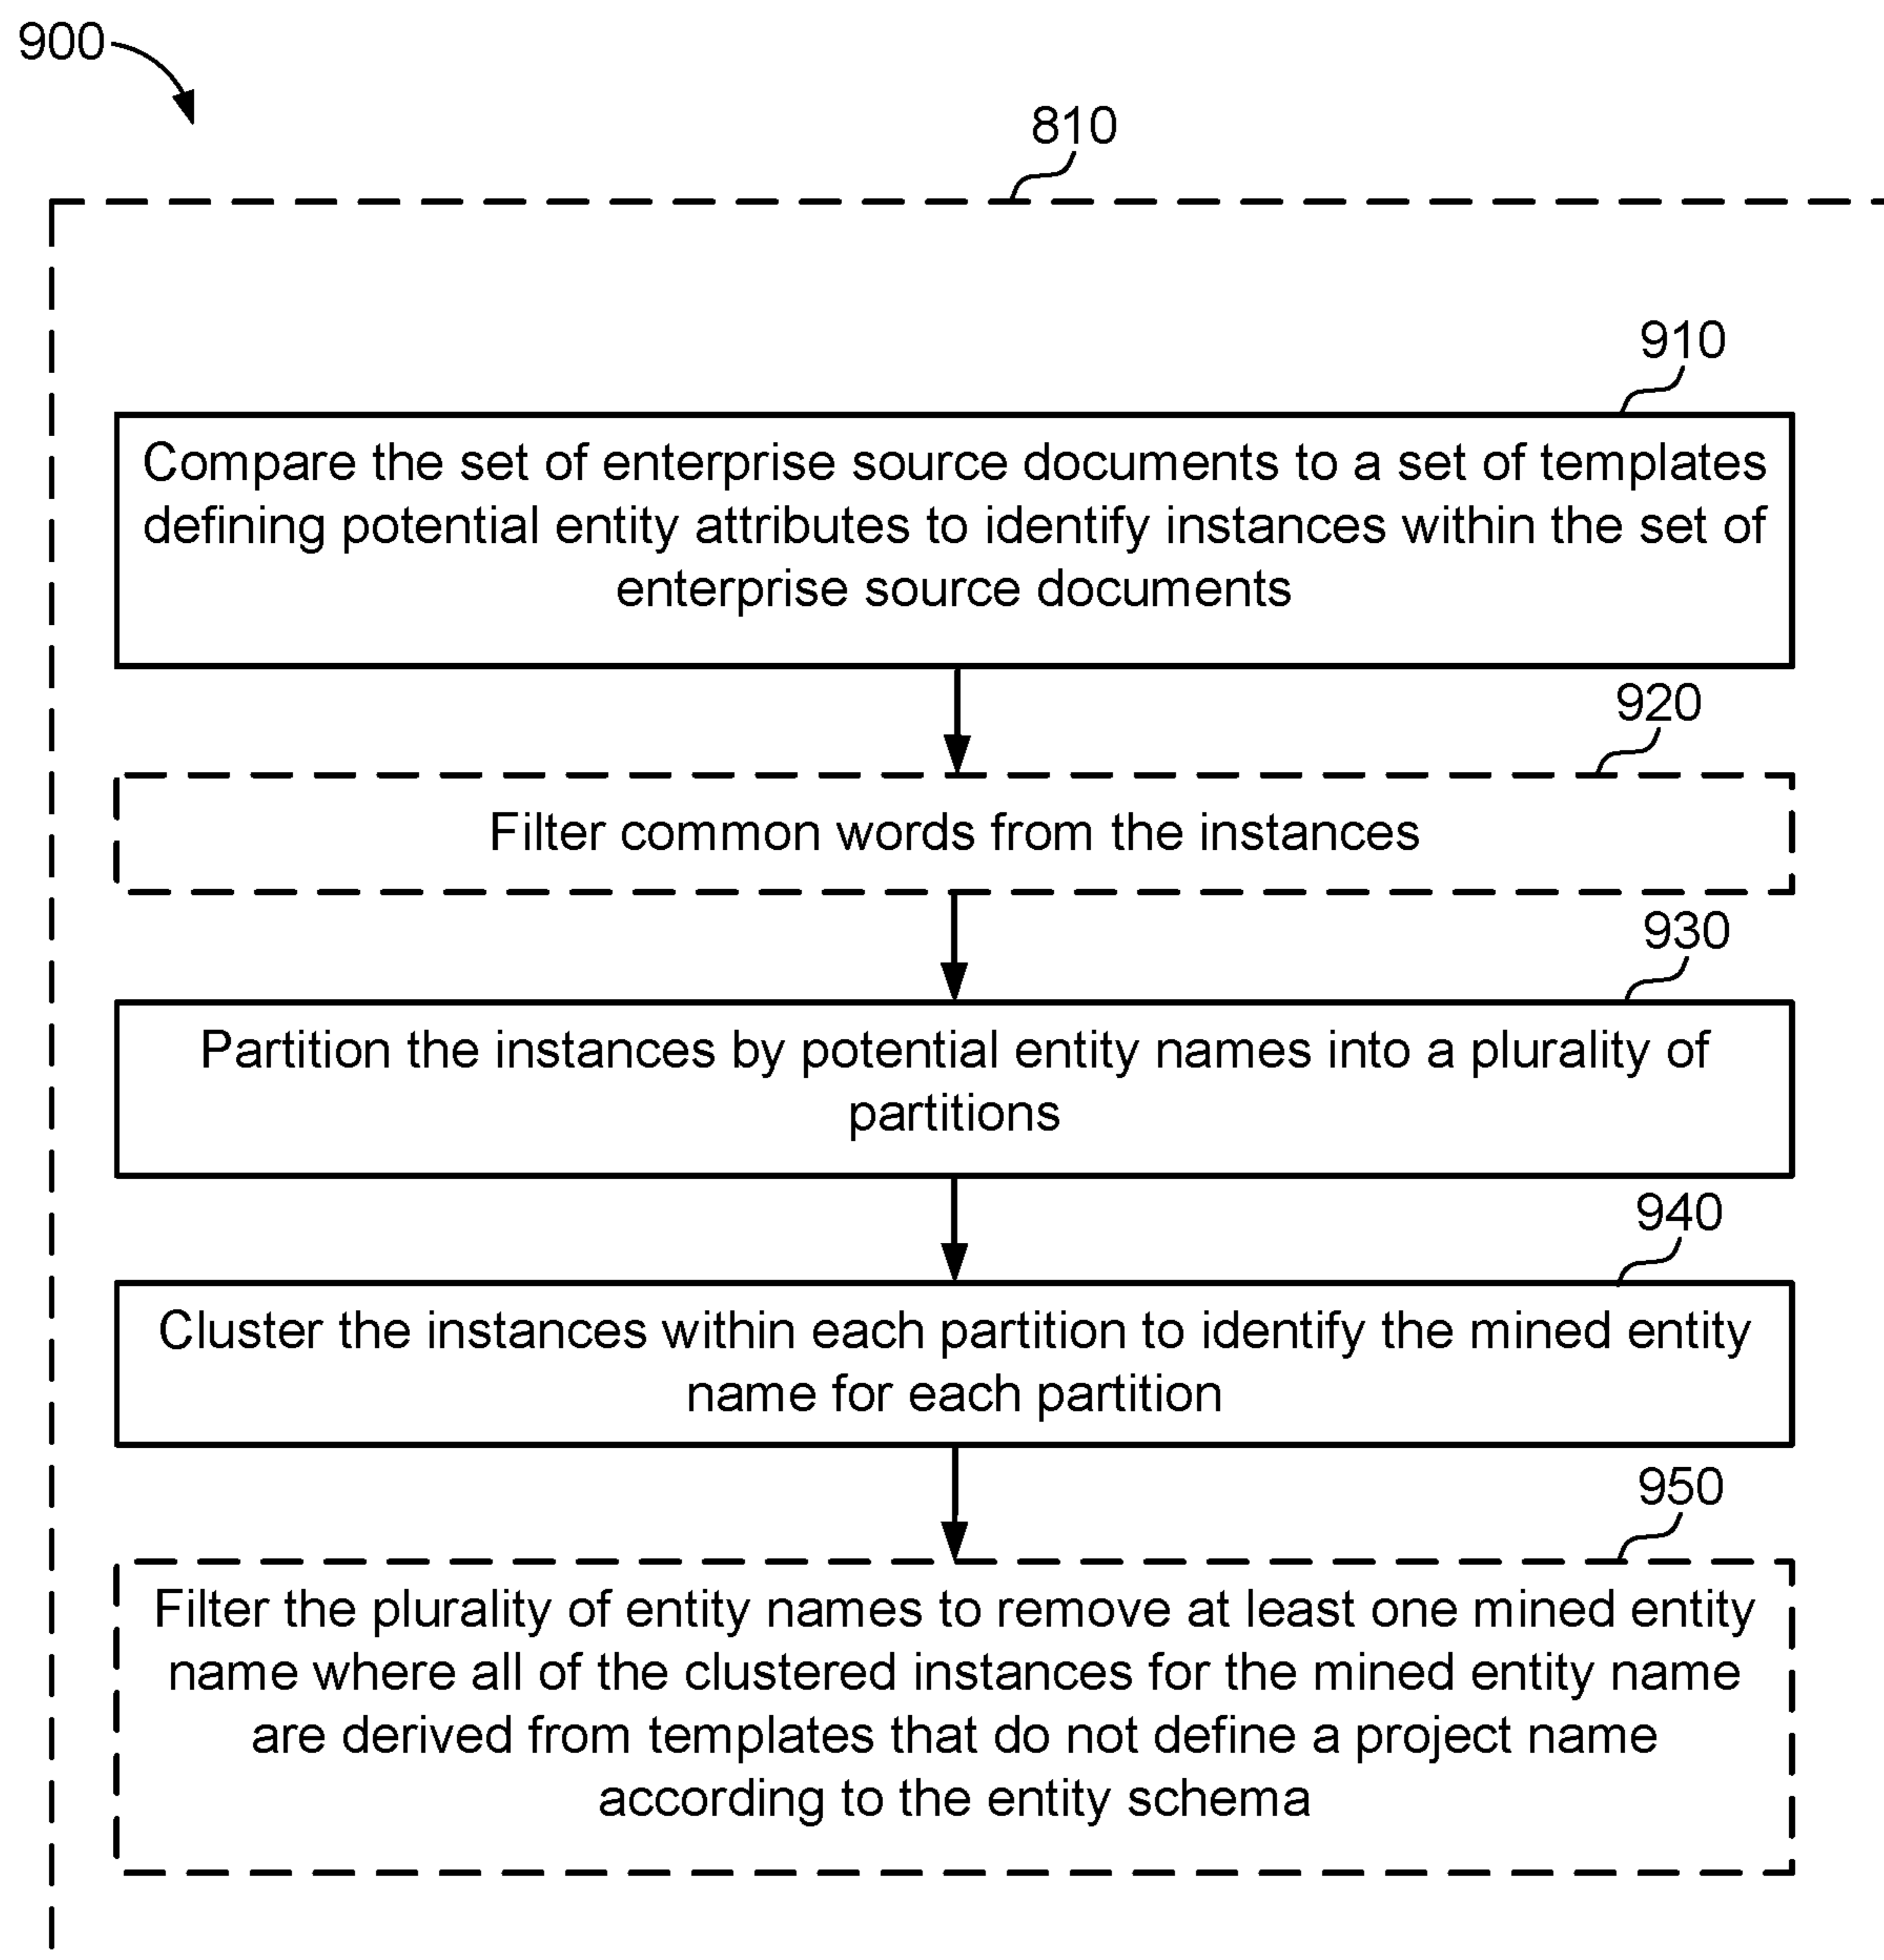 900
810
910
Compare the set of enterprise source documents to a set of templates
defining potential entity attributes to identify instances within the set of
enterprise source documents
920
Filter common words from the instances
930
Partition the instances by potential entity names into a plurality of
partitions
940
Cluster the instances within each partition to identify the mined entity
name for each partition
950
Filter the plurality of entity names to remove at least one mined entity
name where all of the clustered instances for the mined entity name
are derived from templates that do not define a project name
according to the entity schema